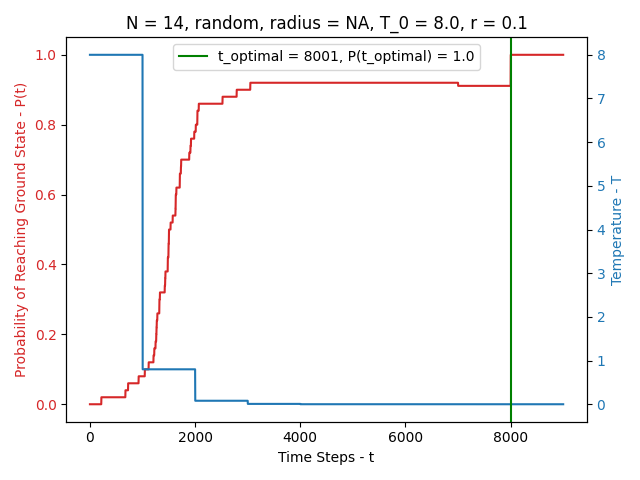 N = 14, random, radius = NA, T_0 = 8.0, r = 0.1
t_optimal = 8001, P(t_optimal) = 1.0
Probability of Reaching Ground State - P(t)
1.0
0.8
0.6
0.4
0.2
0.0
8
7
6
5
4
3
2
1
0
Temperature - T
0 2000 4000 6000 8000
Time Steps - t